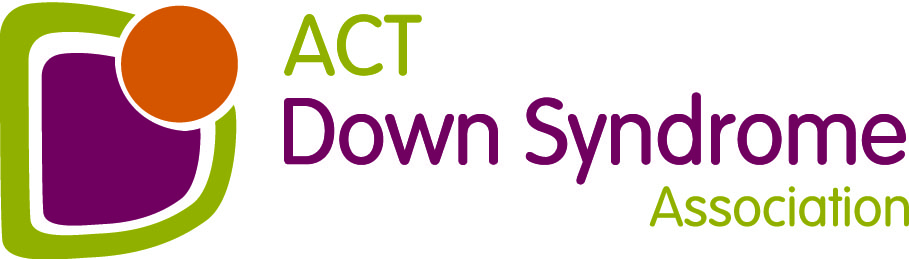 ACT
Down Syndrome
Association